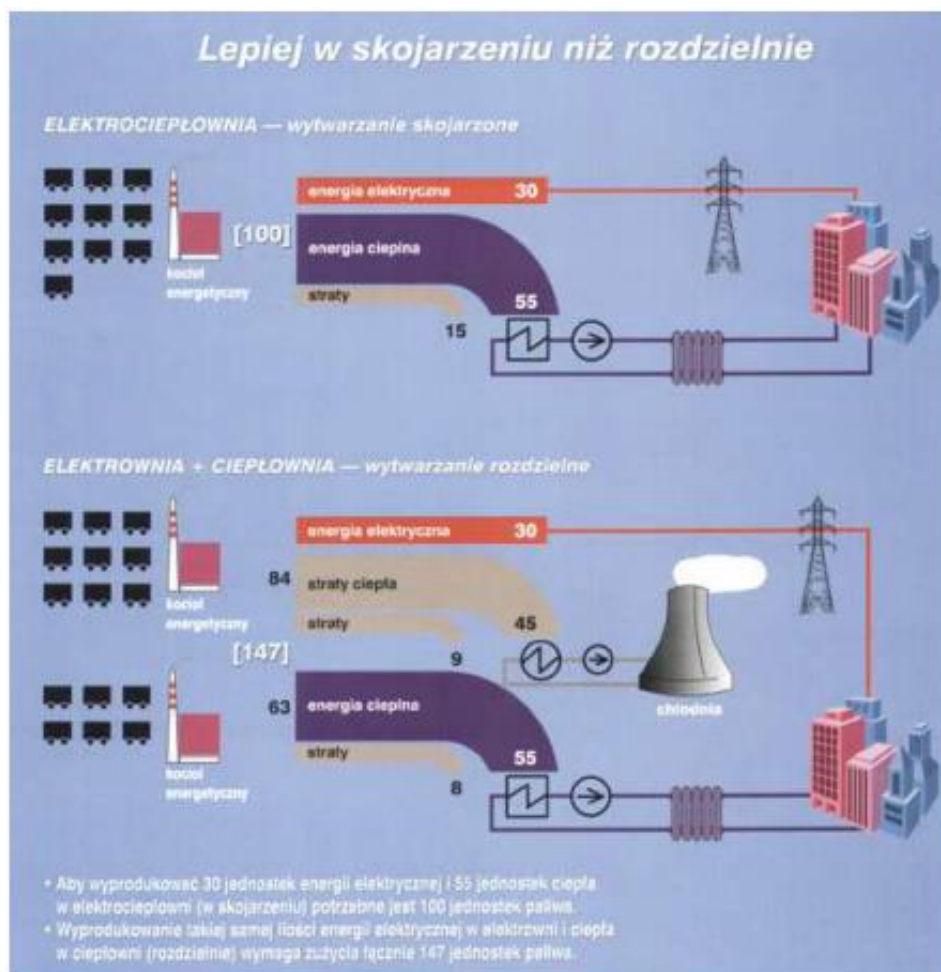 Lepiej w skojarzeniu niż rozdzielnie
ELEKTROCIEPŁOWNIA — wytwarzanie skojarzone
energia elektryczna 30
[100]
energia cieplna
kocioł
energetyczny
straty
55
15
ELEKTROWNIA + CIEPŁOWNIA — wytwarzanie rozdzielne
energia elektryczna 30
84
straty ciepła
kocioł
energetyczny
straty
45
9
[147]
63
energia cieplna
chłodnia
kocioł
energetyczny
straty
55
8
• Aby wyprodukować 30 jednostek energii elektrycznej i 55 jednostek ciepła
w elektrociepłowni (w skojarzeniu) potrzebne jest 100 jednostek paliwa.
• Wyprodukowanie takiej samej ilości energii elektrycznej w elektrowni i ciepła
w ciepłowni (rozdzielnie) wymaga zużycia łącznie 147 jednostek paliwa.